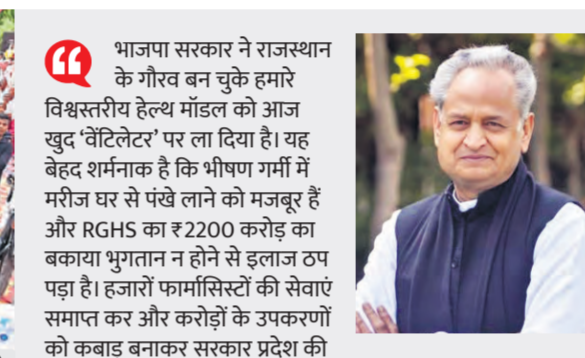 भाजपा सरकार ने राजस्थान
के गौरव बन चुके हमारे
विश्वस्तरीय हेल्थ मॉडल को आज
खुद ‘वेंटिलेटर’ पर ला दिया है। यह
बेहद शर्मनाक है कि भीषण गर्मी में
मरीज घर से पंखे लाने को मजबूर हैं
और RGHS का ₹2200 करोड़ का
बकाया भुगतान न होने से इलाज ठप
पड़ा है। हजारों फार्मासिस्टों की सेवाएं
समाप्त कर और करोड़ों के उपकरणों
को कबाड़ बनाकर सरकार प्रदेश की